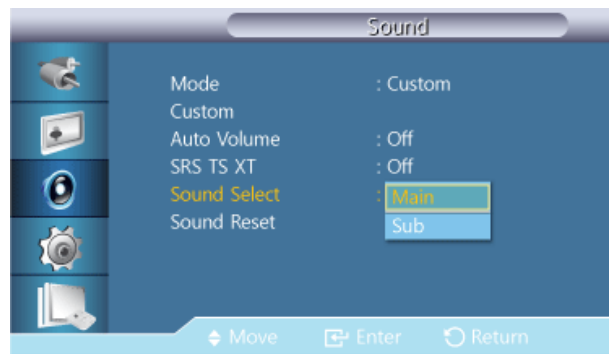 Sound
Mode : Custom
Custom
Auto Volume : Off
SRS TS XT : Off
Sound Select : Main
Sub
Sound Reset
Move Enter Return